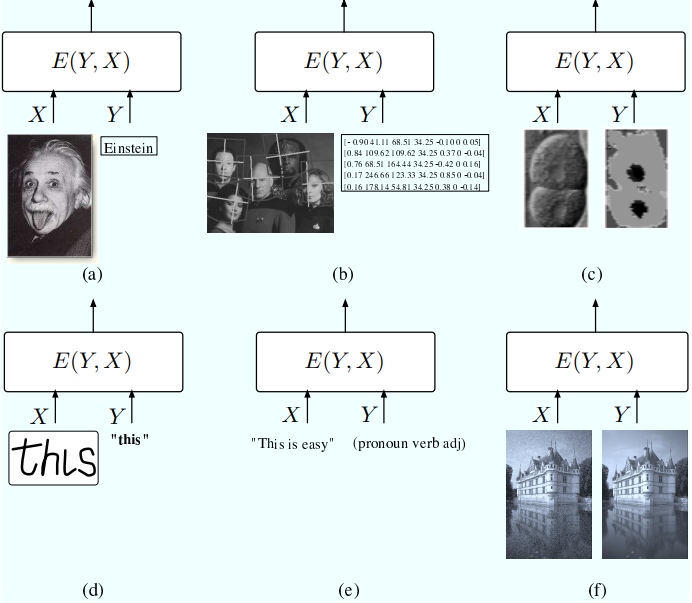 E(Y, X)
X Y
Einstein
(a)
E(Y, X)
X Y
[- 0.90 41.11 68.51 34.25 -0.10 0 0.05]
[0.84 109.62 109.62 34.25 0.37 0 -0.04]
[0.76 68.51 164.44 34.25 -0.42 0 0.16]
[0.17 246.66 123.33 34.25 0.85 0 -0.04]
[0.16 178.14 54.81 34.25 0.38 0 -0.14]
(b)
E(Y, X)
X Y
(c)
E(Y, X)
X Y
this
"this"
(d)
E(Y, X)
X Y
"This is easy" (pronoun verb adj)
(e)
E(Y, X)
X Y
(f)